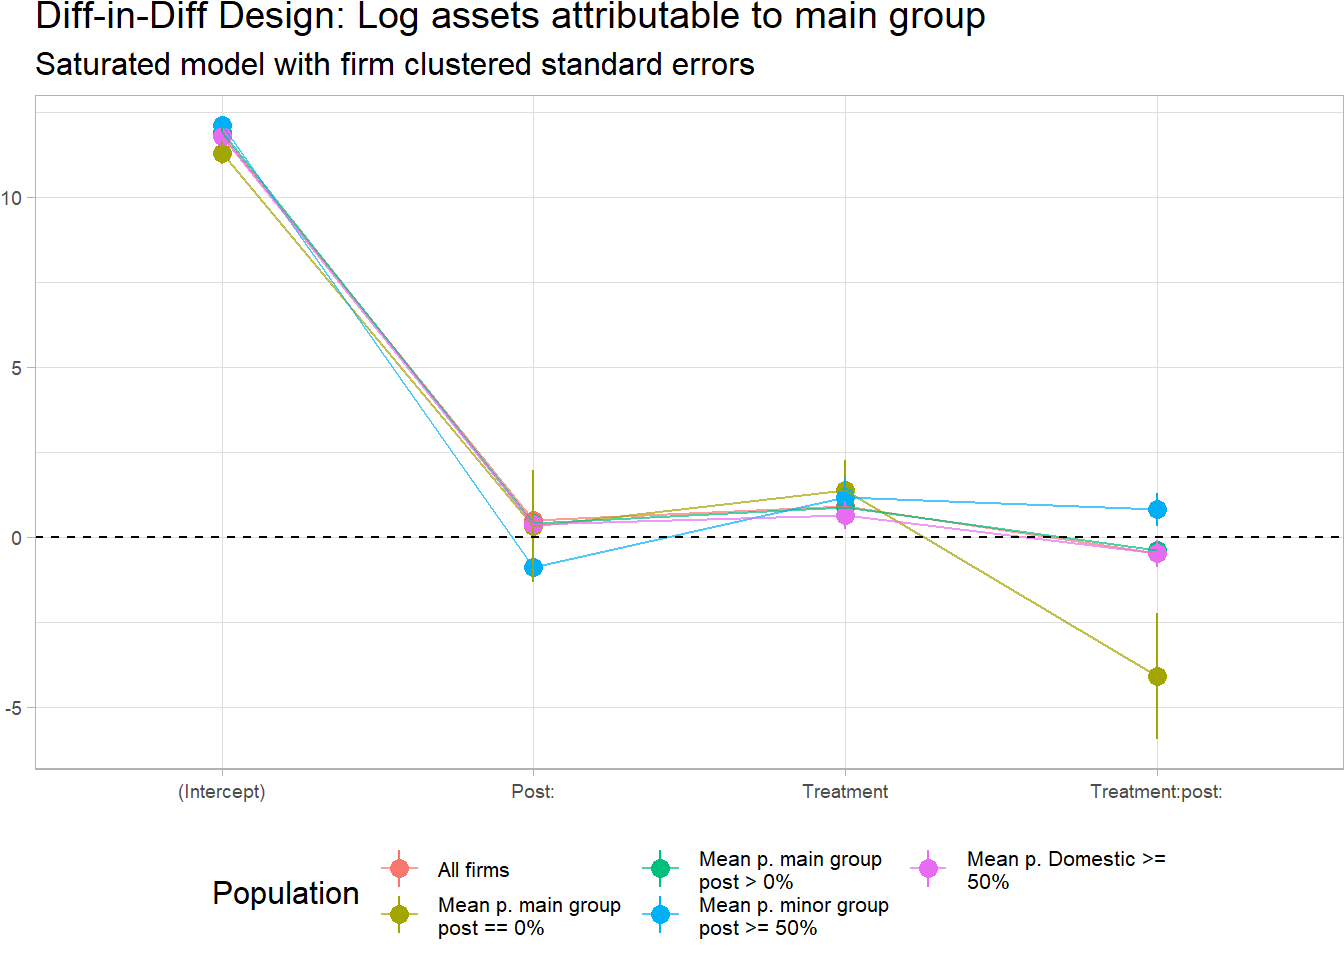 Diff-in-Diff Design: Log assets attributable to main group
Saturated model with firm clustered standard errors
10
5
0
-5
(Intercept)
Post:
Treatment
Treatment:post:
Population
All firms
Mean p. main group
post == 0%
Mean p. main group
post > 0%
Mean p. minor group
post >= 50%
Mean p. Domestic >=
50%